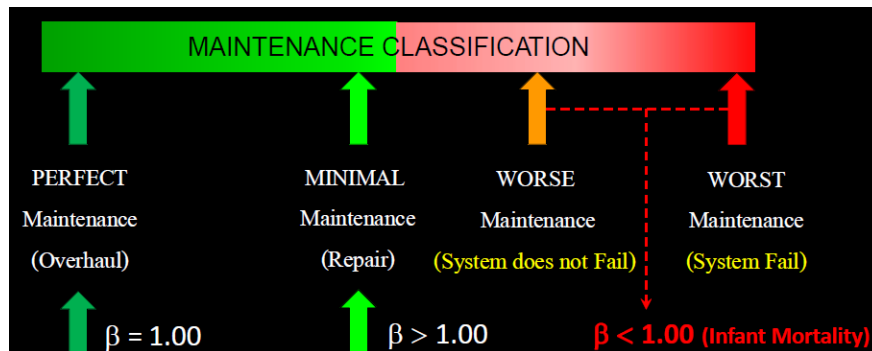 MAINTENANCE CLASSIFICATION
PERFECT
Maintenance
(Overhaul)
MINIMAL
Maintenance
(Repair)
WORSE
Maintenance
(System does not Fail)
WORST
Maintenance
(System Fail)
β = 1.00
β > 1.00
β < 1.00 (Infant Mortality)